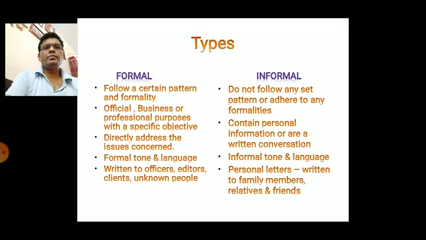 Types
FORMAL
• Follow a certain pattern
and formality
• Official , Business or
professional purposes
with a specific objective
• Directly address the
issues concerned.
• Formal tone & language
• Written to officers, editors,
clients, unknown people
INFORMAL
• Do not follow any set
pattern or adhere to any
formalities
• Contain personal
information or are a
written conversation
• Informal tone & language
• Personal letters – written
to family members,
relatives & friends